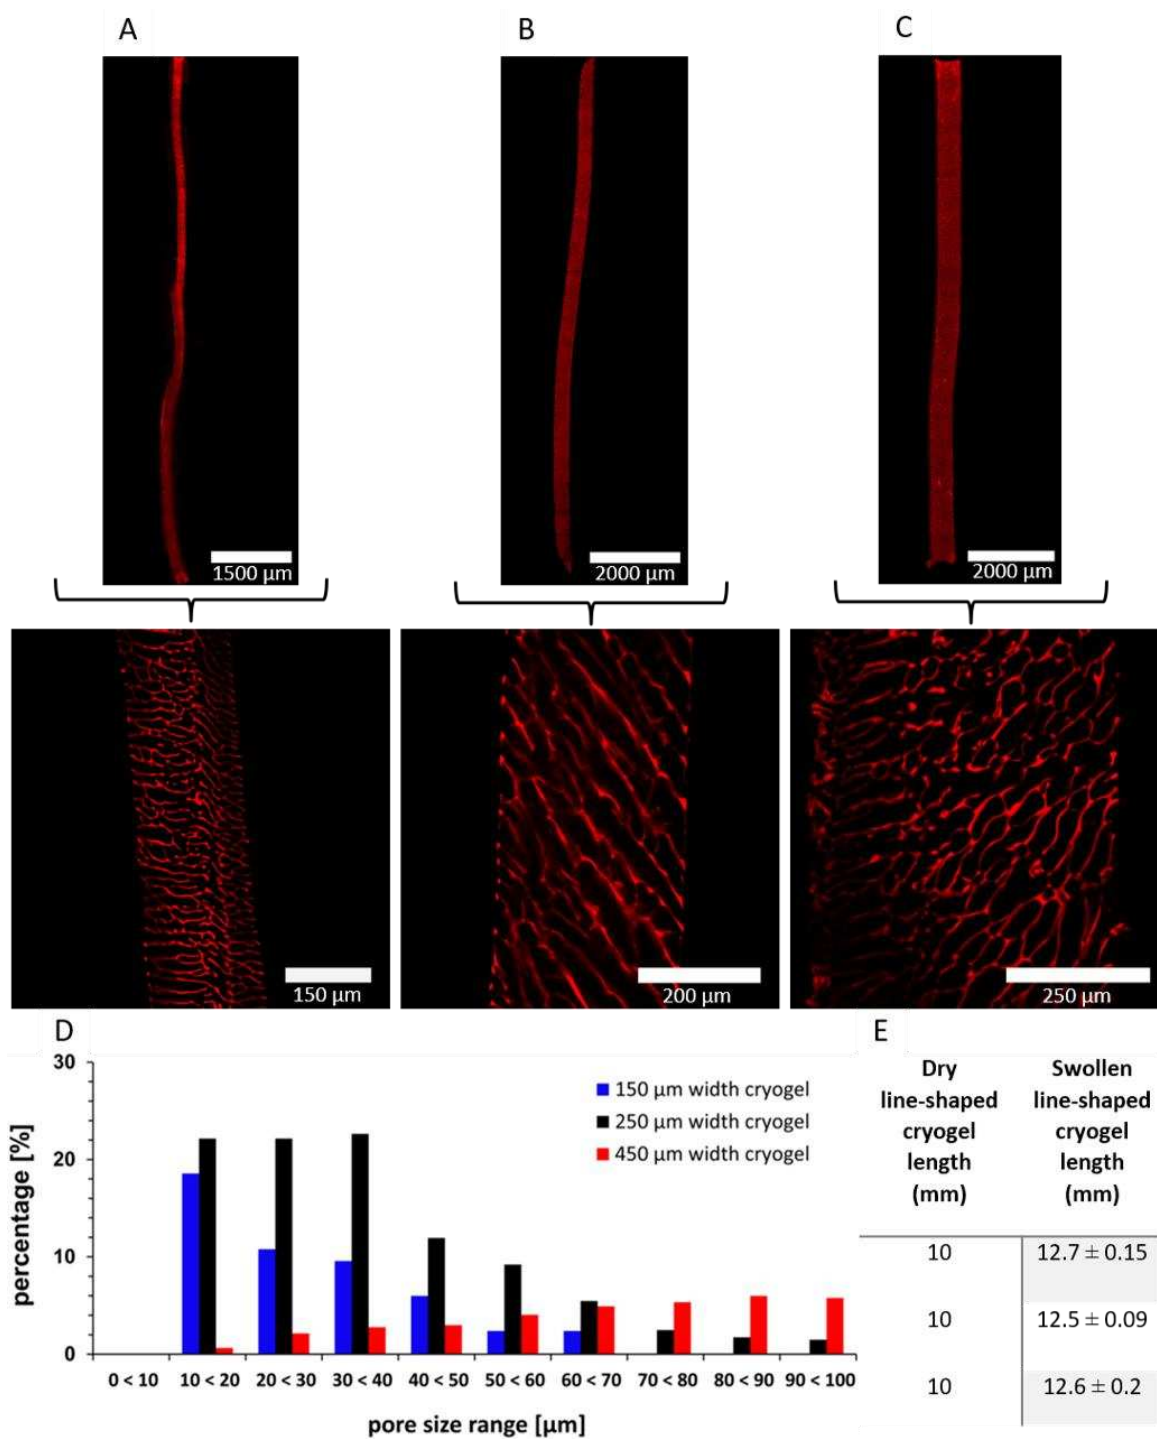 A
B
C
1500 µm
2000 µm
2000 µm
150 µm
200 µm
250 µm
D
30
20
10
0
percentage [%]
150 µm width cryogel
250 µm width cryogel
450 µm width cryogel
0 < 10
10 < 20
20 < 30
30 < 40
40 < 50
50 < 60
60 < 70
70 < 80
80 < 90
90 < 100
pore size range [µm]
E
Dry
line-shaped
cryogel
length
(mm)
Swollen
line-shaped
cryogel
length
(mm)
10
12.7 ± 0.15
10
12.5 ± 0.09
10
12.6 ± 0.2